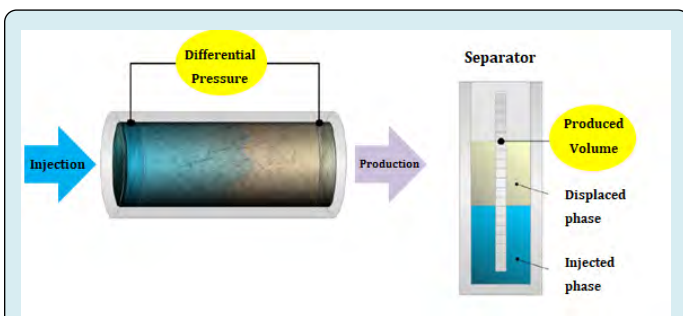 Differential
Pressure
Injection
Production
Separator
Produced
Volume
Displaced
phase
Injected
phase